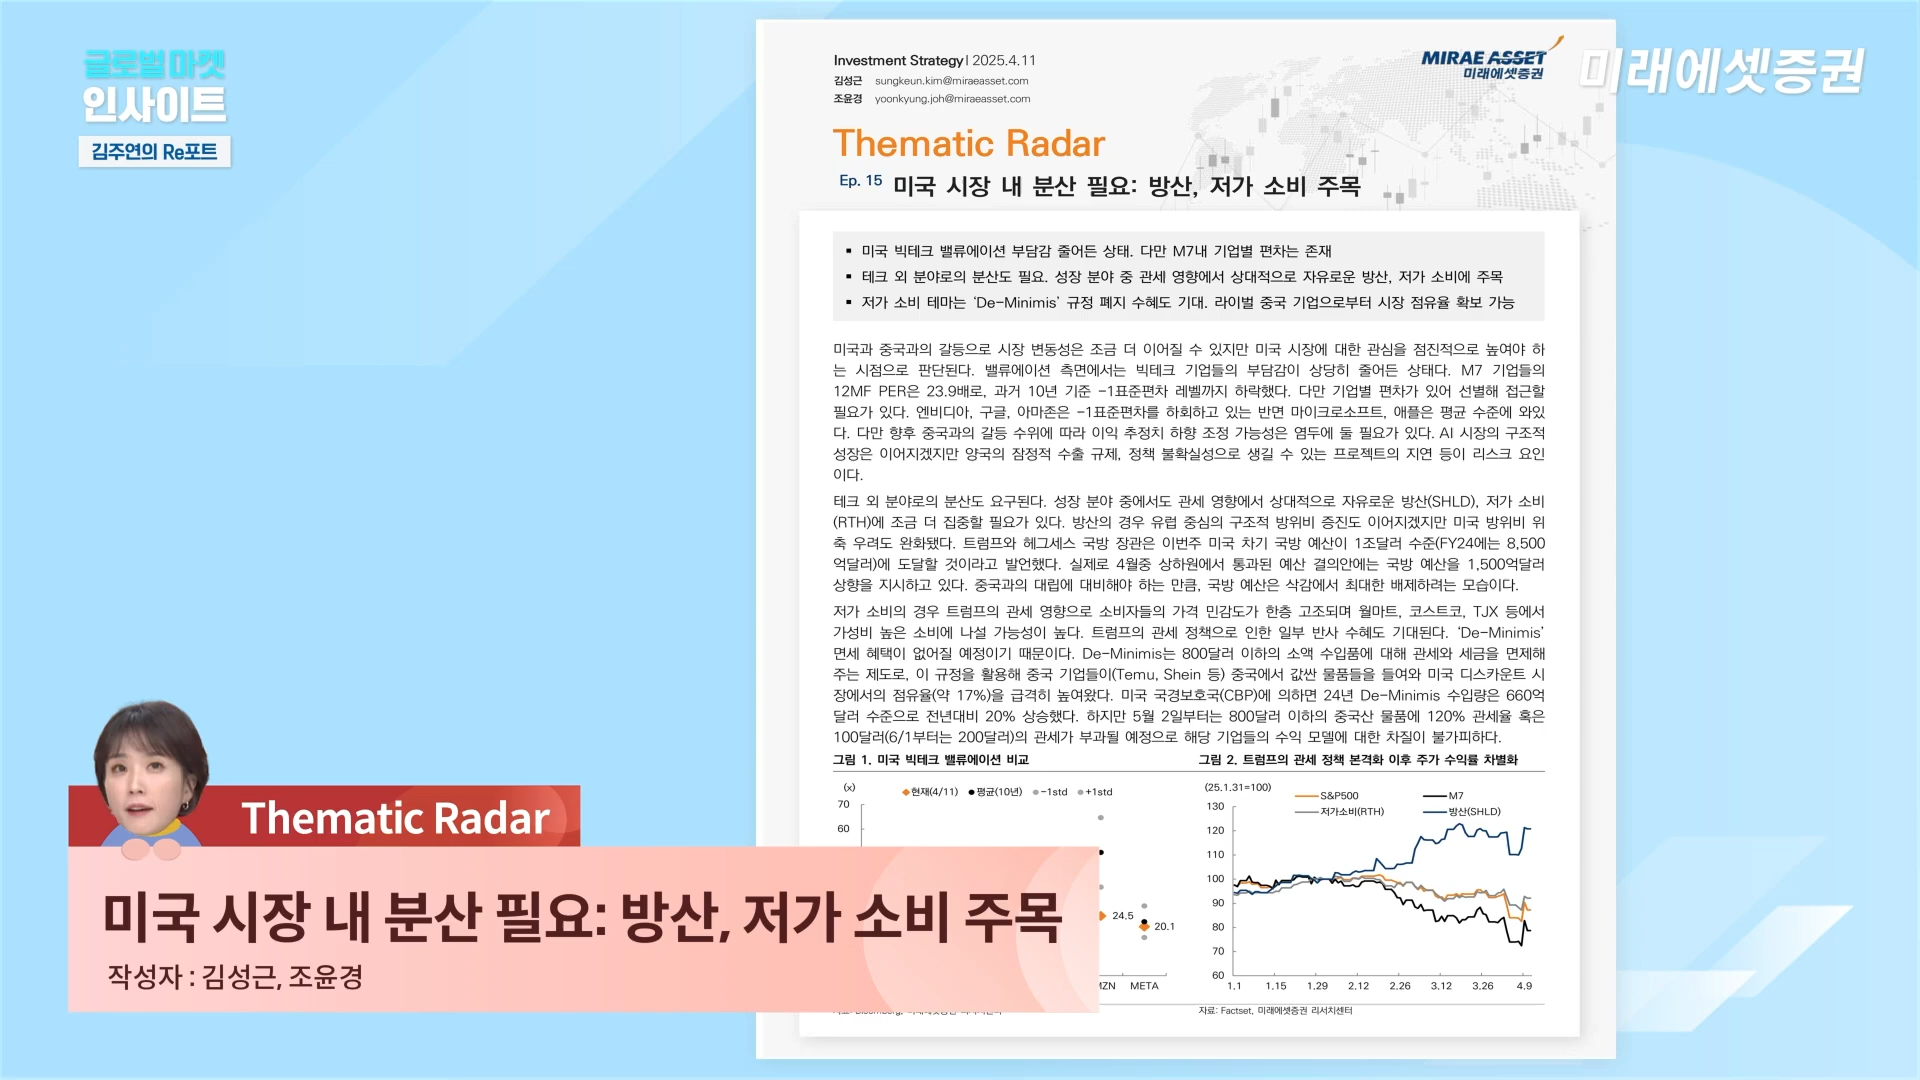 글로벌 마켓
인사이트
김주연의 Re포트
미래에셋증권
Investment Strategy l 2025.4.11
김성근 sungkeun.kim@miraeasset.com
조윤경 yoonkyung.joh@miraeasset.com
MIRAE ASSET
미래에셋증권
Thematic Radar
Ep. 15 미국 시장 내 분산 필요: 방산, 저가 소비 주목
▪ 미국 빅테크 밸류에이션 부담감 줄어든 상태. 다만 M7내 기업별 편차는 존재
▪ 테크 외 분야로의 분산도 필요. 성장 분야 중 관세 영향에서 상대적으로 자유로운 방산, 저가 소비에 주목
▪ 저가 소비 테마는 ‘De-Minimis’ 규정 폐지 수혜도 기대. 라이벌 중국 기업으로부터 시장 점유율 확보 가능
미국과 중국과의 갈등으로 시장 변동성은 조금 더 이어질 수 있지만 미국 시장에 대한 관심을 점진적으로 높여야 하
는 시점으로 판단된다. 밸류에이션 측면에서는 빅테크 기업들의 부담감이 상당히 줄어든 상태다. M7 기업들의
12MF PER은 23.9배로, 과거 10년 기준 -1표준편차 레벨까지 하락했다. 다만 기업별 편차가 있어 선별해 접근할
필요가 있다. 엔비디아, 구글, 아마존은 -1표준편차를 하회하고 있는 반면 마이크로소프트, 애플은 평균 수준에 와있
다. 다만 향후 중국과의 갈등 수위에 따라 이익 추정치 하향 조정 가능성은 염두에 둘 필요가 있다. AI 시장의 구조적
성장은 이어지겠지만 양국의 잠정적 수출 규제, 정책 불확실성으로 생길 수 있는 프로젝트의 지연 등이 리스크 요인
이다.
테크 외 분야로의 분산도 요구된다. 성장 분야 중에서도 관세 영향에서 상대적으로 자유로운 방산(SHLD), 저가 소비
(RTH)에 조금 더 집중할 필요가 있다. 방산의 경우 유럽 중심의 구조적 방위비 증진도 이어지겠지만 미국 방위비 위
축 우려도 완화됐다. 트럼프와 헤그세스 국방 장관은 이번주 미국 차기 국방 예산이 1조달러 수준(FY24에는 8,500
억달러)에 도달할 것이라고 발언했다. 실제로 4월중 상하원에서 통과된 예산 결의안에는 국방 예산을 1,500억달러
상향을 지시하고 있다. 중국과의 대립에 대비해야 하는 만큼, 국방 예산은 삭감에서 최대한 배제하려는 모습이다.
저가 소비의 경우 트럼프의 관세 영향으로 소비자들의 가격 민감도가 한층 고조되며 월마트, 코스트코, TJX 등에서
가성비 높은 소비에 나설 가능성이 높다. 트럼프의 관세 정책으로 인한 일부 반사 수혜도 기대된다. ‘De-Minimis’
면세 혜택이 없어질 예정이기 때문이다. De-Minimis는 800달러 이하의 소액 수입품에 대해 관세와 세금을 면제해
주는 제도로, 이 규정을 활용해 중국 기업들이(Temu, Shein 등) 중국에서 값싼 물품들을 들여와 미국 디스카운트 시
장에서의 점유율(약 17%)을 급격히 높여왔다. 미국 국경보호국(CBP)에 의하면 24년 De-Minimis 수입량은 660억
달러 수준으로 전년대비 20% 상승했다. 하지만 5월 2일부터는 800달러 이하의 중국산 물품에 120% 관세율 혹은
100달러(6/1부터는 200달러)의 관세가 부과될 예정으로 해당 기업들의 수익 모델에 대한 차질이 불가피하다.
그림 1. 미국 빅테크 밸류에이션 비교
(x)
현재(4/11) 평균(10년) -1std +1std
70
60
24.5
20.1
MZN META
그림 2. 트럼프의 관세 정책 본격화 이후 주가 수익률 차별화
(25.1.31=100)
S&P500 M7
저가소비(RTH) 방산(SHLD)
130
120
110
100
90
80
70
60
1.1 1.15 1.29 2.12 2.26 3.12 3.26 4.9
자료: Factset, 미래에셋증권 리서치센터
Thematic Radar
미국 시장 내 분산 필요: 방산, 저가 소비 주목
작성자 : 김성근, 조윤경